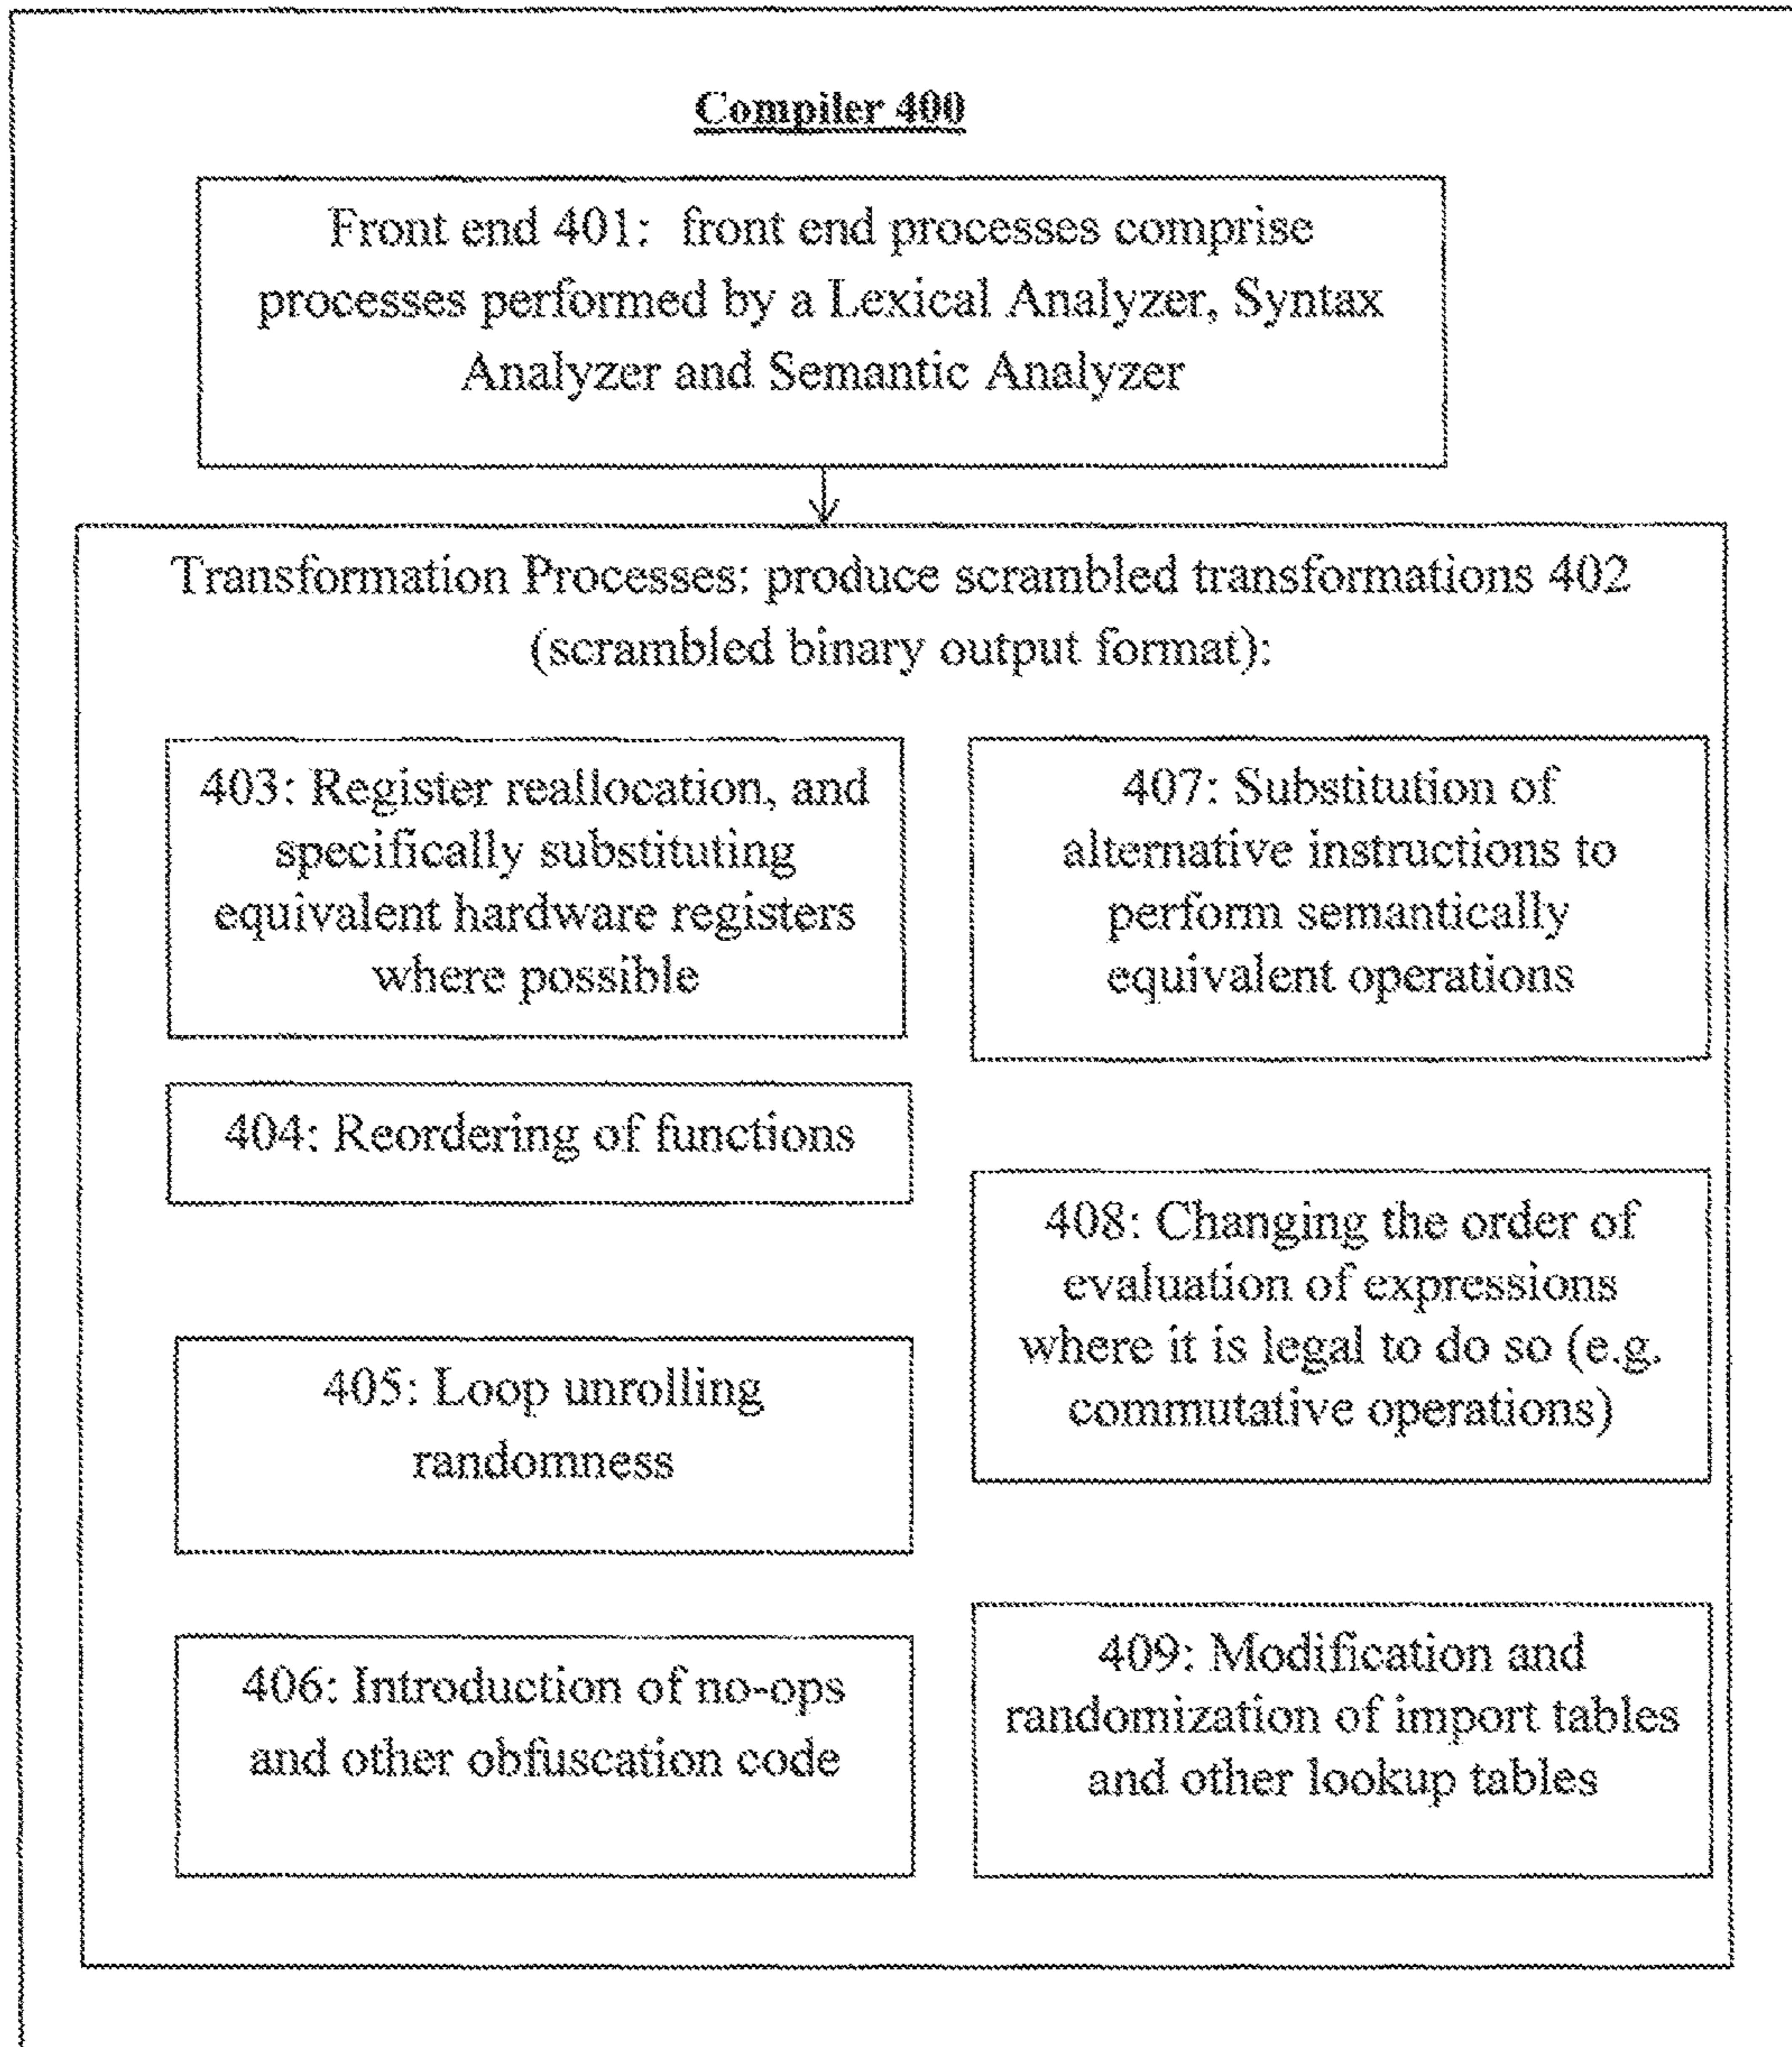 Compiler 400
Front end 401: front end processes comprise
processes performed by a Lexical Analyzer, Syntax
Analyzer and Semantic Analyzer
Transformation Processes: produce scrambled transformations 402
(scrambled binary output format):
403: Register reallocation, and
specifically substituting
equivalent hardware registers
where possible
404: Reordering of functions
405: Loop unrolling
randomness
406: Introduction of no-ops
and other obfuscation code
407: Substitution of
alternative instructions to
perform semantically
equivalent operations
408: Changing the order of
evaluation of expressions
where it is legal to do so (e.g.
commutative operations)
409: Modification and
randomization of import tables
and other lookup tables